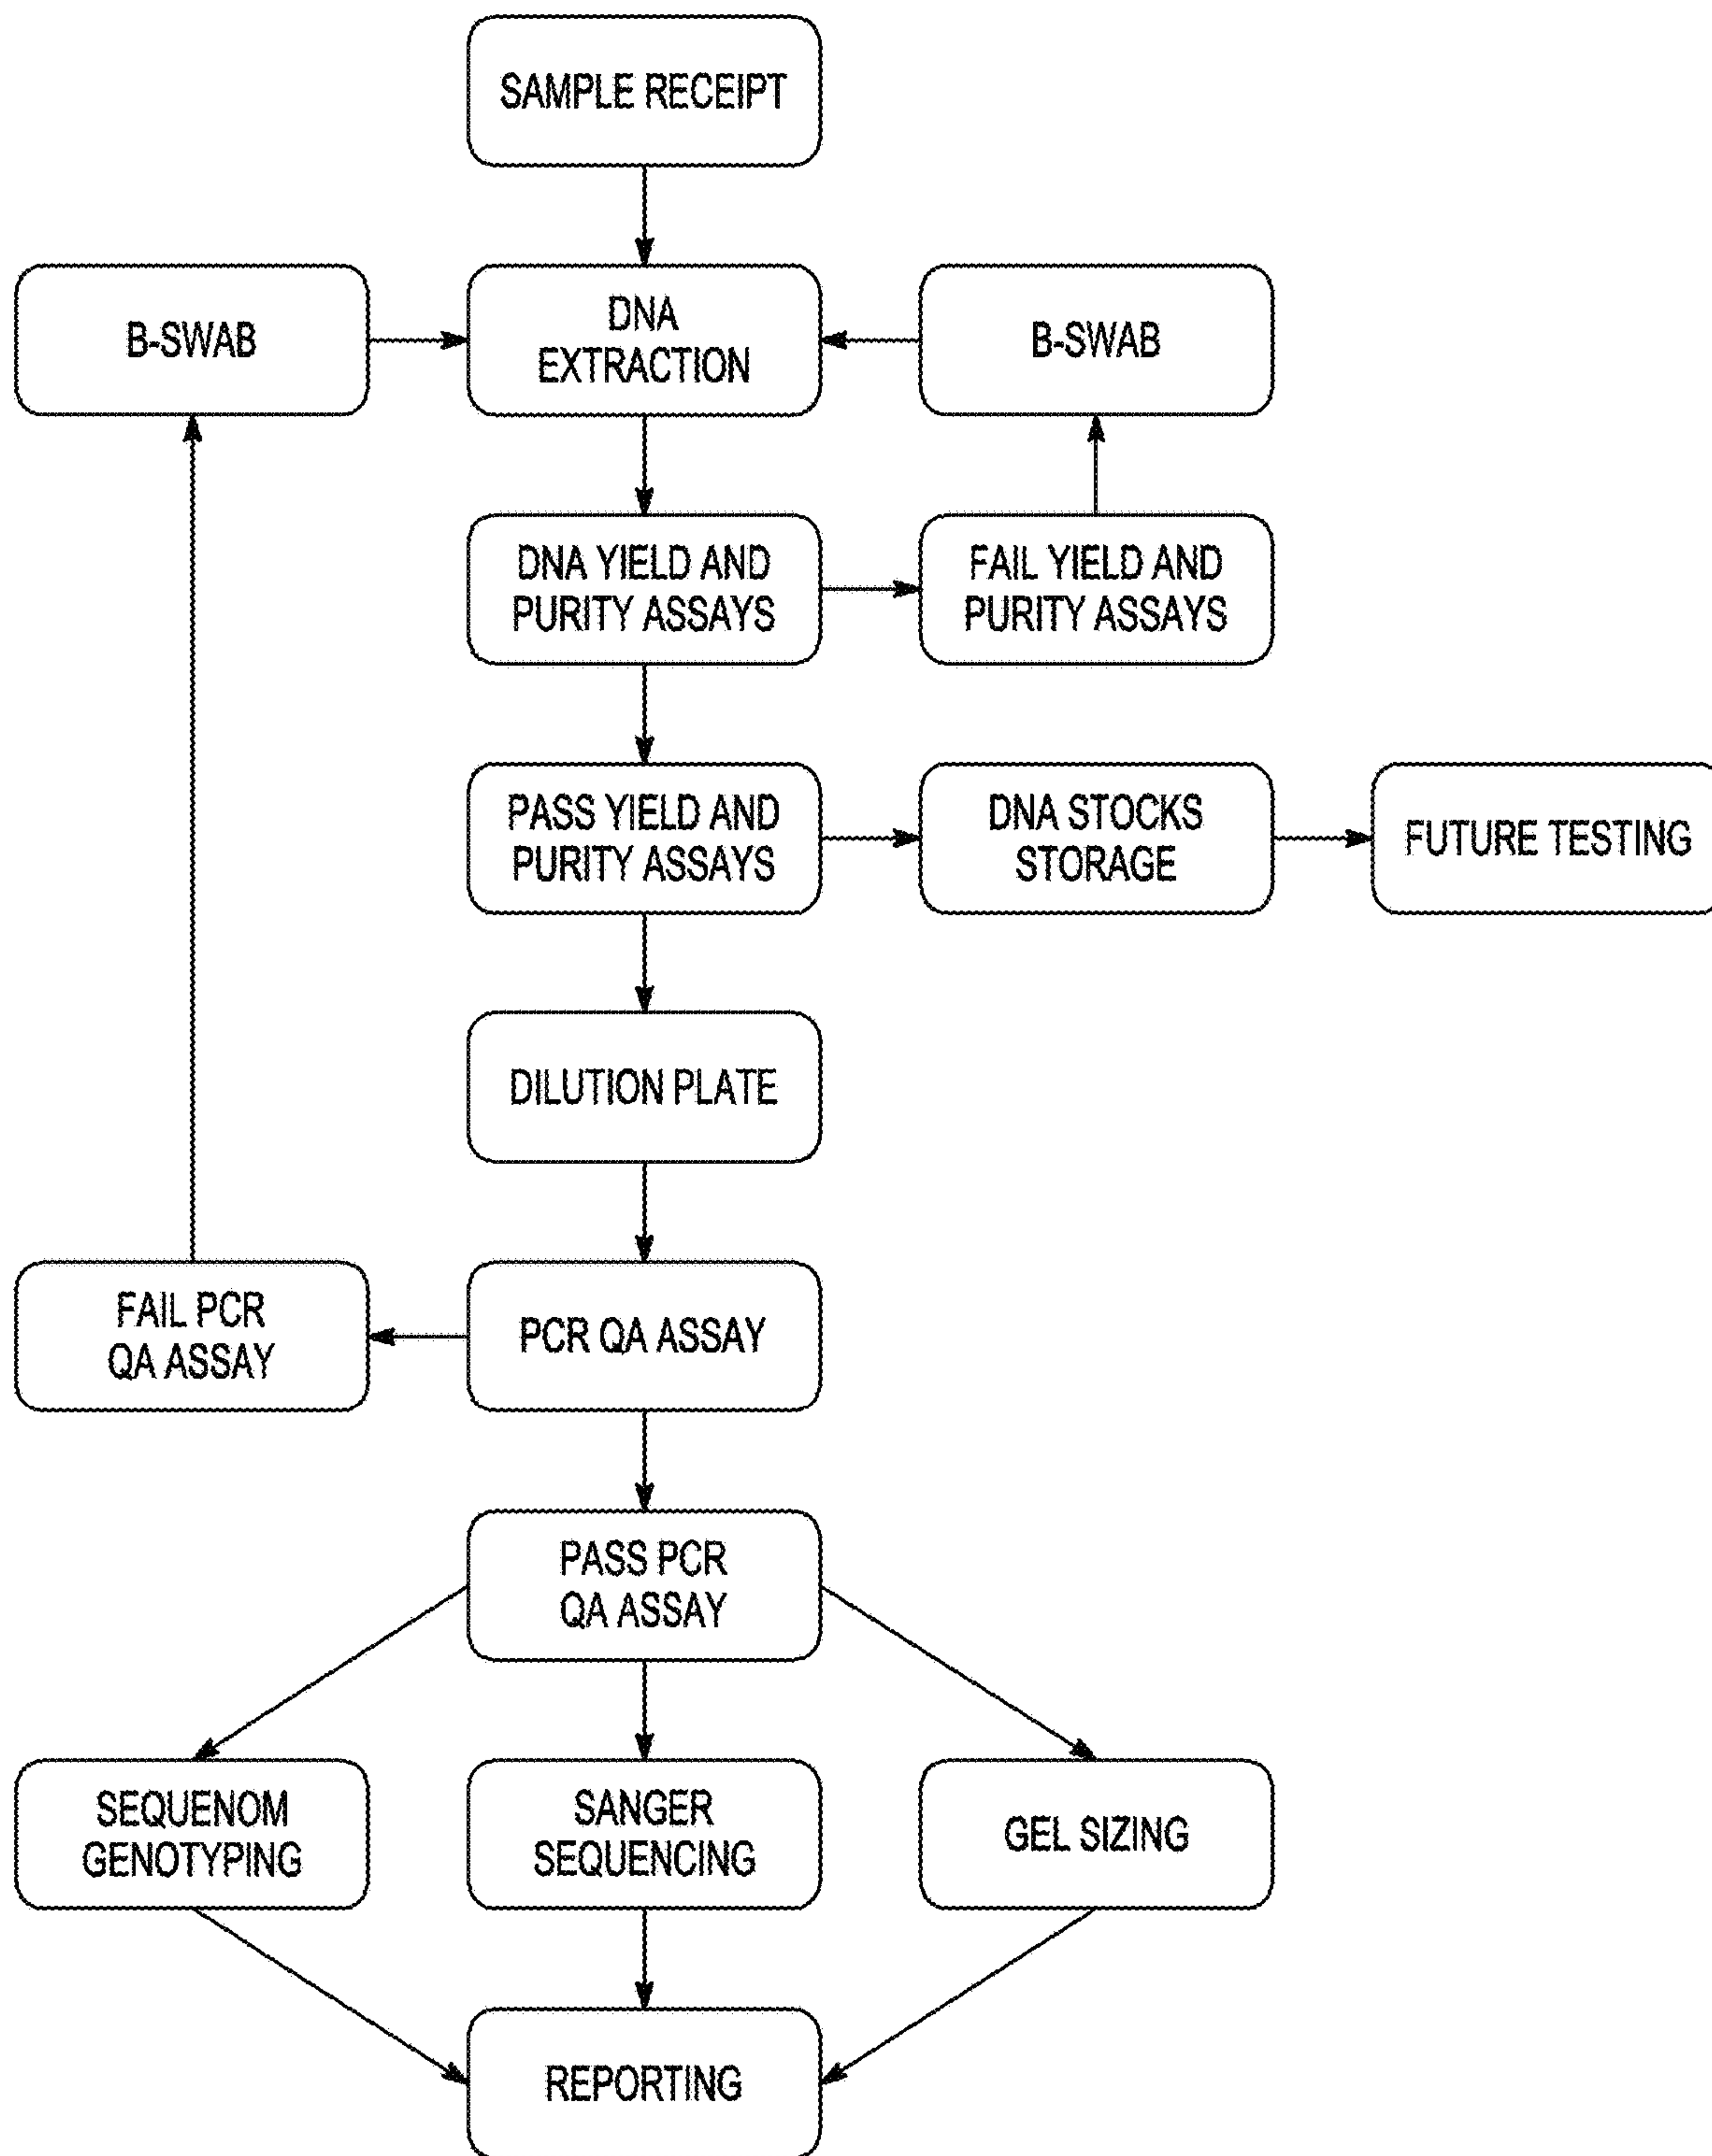 SAMPLE RECEIPT
B-SWAB
DNA
EXTRACTION
B-SWAB
DNA YIELD AND
PURITY ASSAYS
FAIL YIELD AND
PURITY ASSAYS
PASS YIELD AND
PURITY ASSAYS
DNA STOCKS
STORAGE
FUTURE TESTING
DILUTION PLATE
FAIL PCR
QA ASSAY
PCR QA ASSAY
PASS PCR
QA ASSAY
SEQUENOM
GENOTYPING
SANGER
SEQUENCING
GEL SIZING
REPORTING